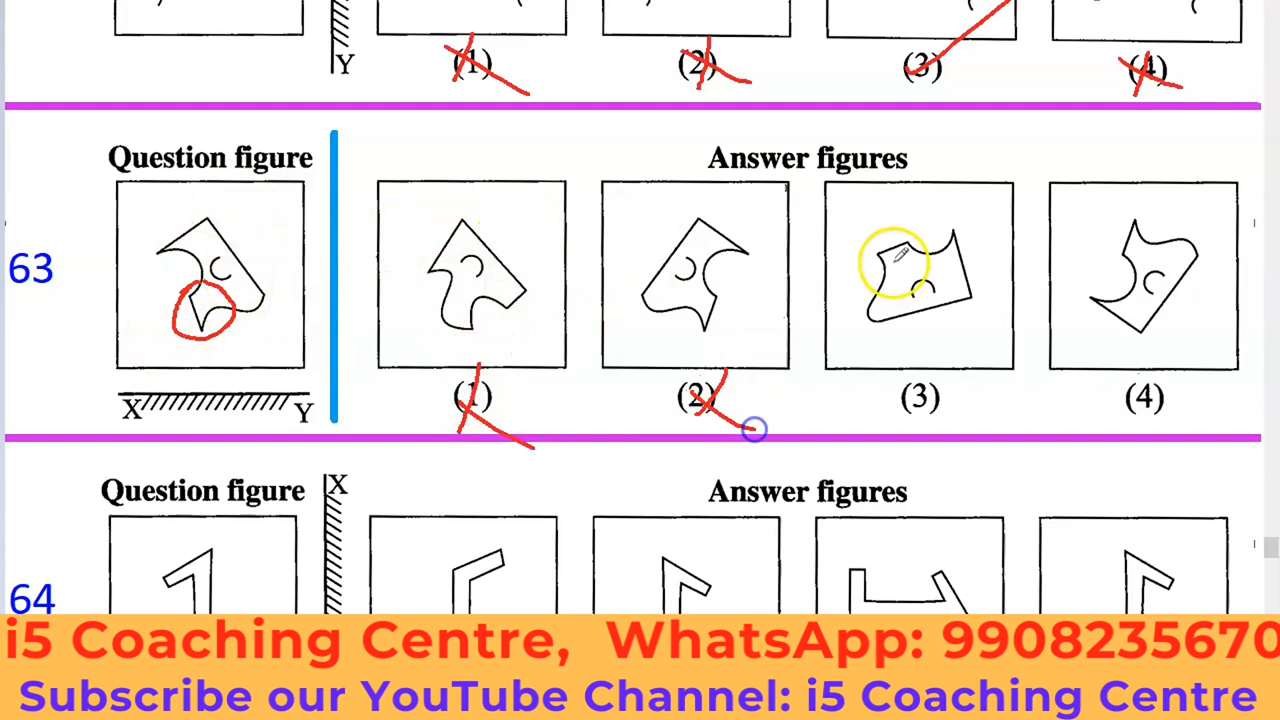 Y
(1) (2) (3) (4)
Question figure Answer figures
63
X Y (1) (2) (3) (4)
Question figure X Answer figures
64
i5 Coaching Centre, WhatsApp: 9908235670
Subscribe our YouTube Channel: i5 Coaching Centre